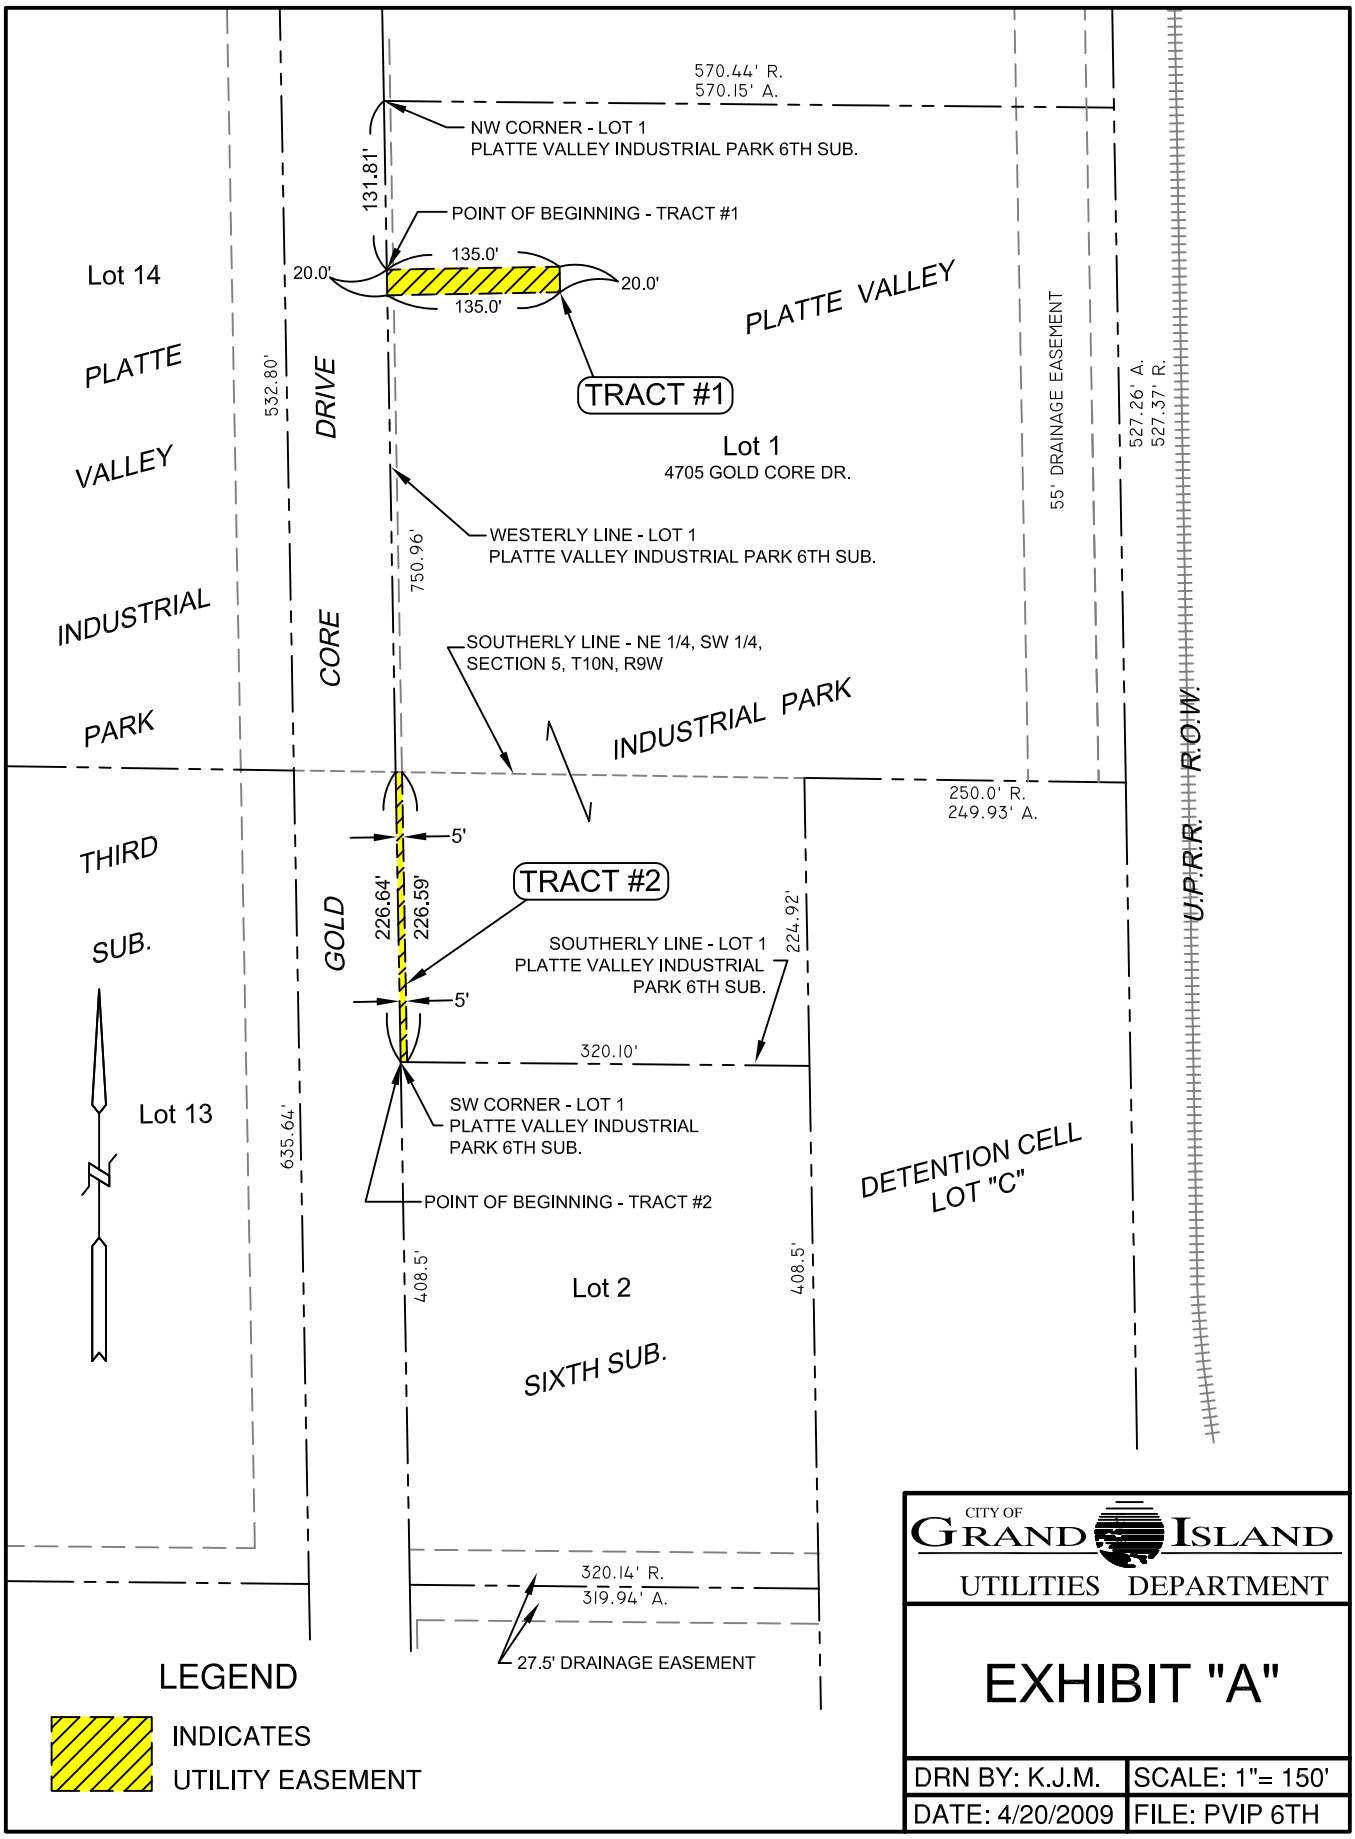 570.44' R.
570.15' A.
NW CORNER - LOT 1
PLATTE VALLEY INDUSTRIAL PARK 6TH SUB.
131.81'
POINT OF BEGINNING - TRACT #1
135.0'
20.0'
20.0'
135.0'
Lot 14
PLATTE VALLEY
TRACT #1
PLATTE
VALLEY
INDUSTRIAL
PARK
532.80'
DRIVE
CORE
GOLD
Lot 1
4705 GOLD CORE DR.
55' DRAINAGE EASEMENT
527.26' A.
527.37' R.
WESTERLY LINE - LOT 1
PLATTE VALLEY INDUSTRIAL PARK 6TH SUB.
750.96'
SOUTHERLY LINE - NE 1/4, SW 1/4,
SECTION 5, T10N, R9W
INDUSTRIAL PARK
U.P.R.R. R.O.W.
250.0' R.
249.93' A.
THIRD
SUB.
5'
TRACT #2
226.64'
226.59'
224.92'
SOUTHERLY LINE - LOT 1
PLATTE VALLEY INDUSTRIAL
PARK 6TH SUB.
5'
320.10'
Lot 13
635.64'
SW CORNER - LOT 1
PLATTE VALLEY INDUSTRIAL
PARK 6TH SUB.
POINT OF BEGINNING - TRACT #2
DETENTION CELL
LOT "C"
408.5'
408.5'
Lot 2
SIXTH SUB.
320.14' R.
319.94' A.
27.5' DRAINAGE EASEMENT
LEGEND
INDICATES
UTILITY EASEMENT
CITY OF
GRAND ISLAND
UTILITIES DEPARTMENT
EXHIBIT "A"
DRN BY: K.J.M.
SCALE: 1"= 150'
DATE: 4/20/2009
FILE: PVIP 6TH